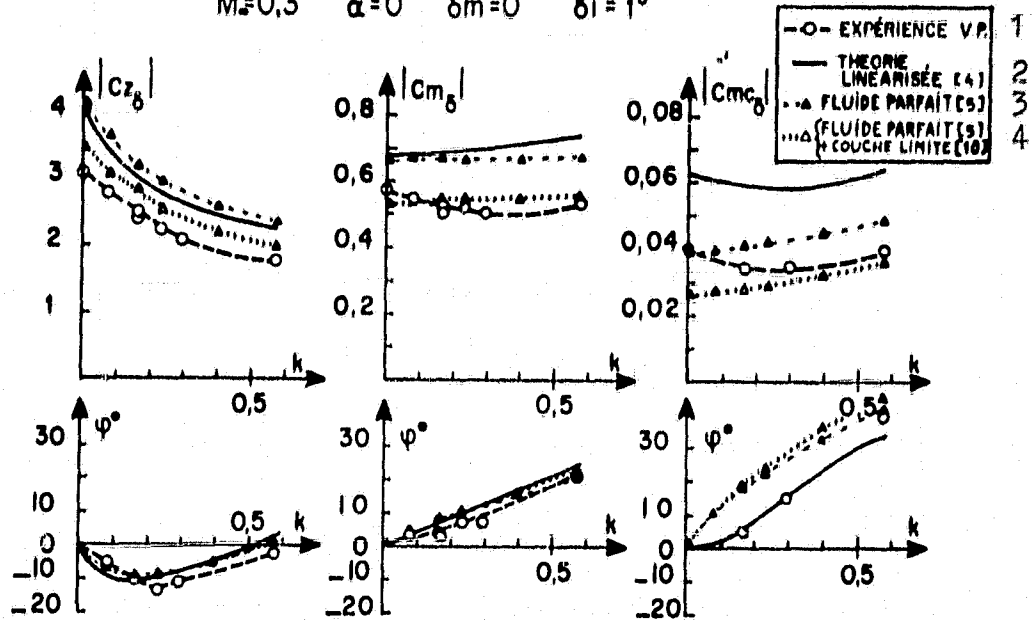 M∞=0,3 α=0 δm=0 δi=1°
--o-- EXPÉRIENCE V.P. 1
THEORIE 2
LINEARISÉE [4]
FLUIDE PARFAIT [5] 3
{FLUIDE PARFAIT [5] 4
+ COUCHE LIMITE [10]
|Czδ|
4
3
2
1
k
0,5
|Cmδ|
0,8
0,6
0,4
0,2
k
0,5
|Cmcδ|
0,08
0,06
0,04
0,02
k
0,5
φ°
30
10
0
-10
-20
0,5
k
φ°
30
10
0
-10
-20
0,5
k
φ°
30
10
0
-10
-20
0,5
k